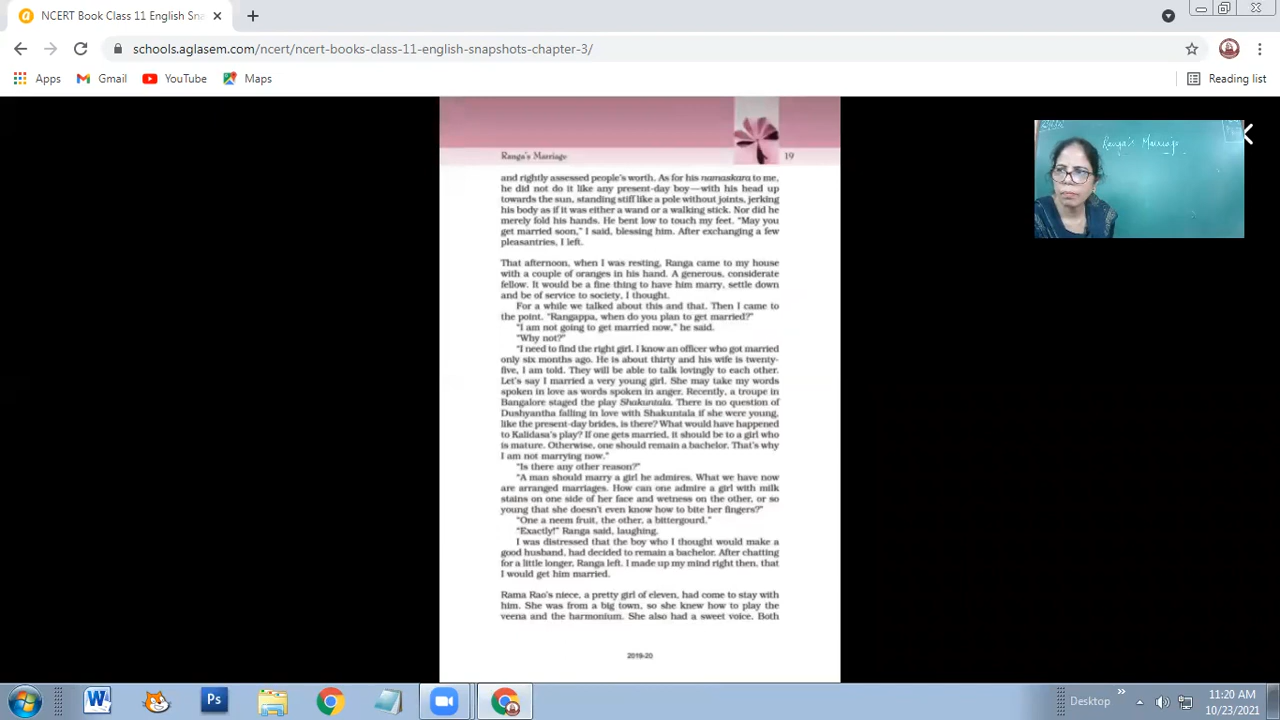 NCERT Book Class 11 English Sna
schools.aglasem.com/ncert/ncert-books-class-11-english-snapshots-chapter-3/
Apps Gmail YouTube Maps Reading list
Ranga's Marriage 19
Ranga's Marriage
and rightly assessed people's worth. As for his namaskara to me,
he did not do it like any present-day boy—with his head up
towards the sun, standing stiff like a pole without joints, jerking
his body as if it was either a wand or a walking stick. Nor did he
merely fold his hands. He bent low to touch my feet. "May you
get married soon," I said, blessing him. After exchanging a few
pleasantries, I left.
That afternoon, when I was resting, Ranga came to my house
with a couple of oranges in his hand. A generous, considerate
fellow. It would be a fine thing to have him marry, settle down
and be of service to society, I thought.
For a while we talked about this and that. Then I came to
the point. "Rangappa, when do you plan to get married?"
"I am not going to get married now," he said.
"Why not?"
"I need to find the right girl. I know an officer who got married
only six months ago. He is about thirty and his wife is twenty-
five, I am told. They will be able to talk lovingly to each other.
Let's say I married a very young girl. She may take my words
spoken in love as words spoken in anger. Recently, a troupe in
Bangalore staged the play Shakuntala. There is no question of
Dushyantha falling in love with Shakuntala if she were young,
like the present-day brides, is there? What would have happened
to Kalidasa's play? If one gets married, it should be to a girl who
is mature. Otherwise, one should remain a bachelor. That's why
I am not marrying now."
"Is there any other reason?"
"A man should marry a girl he admires. What we have now
are arranged marriages. How can one admire a girl with milk
stains on one side of her face and wetness on the other, or so
young that she doesn't even know how to bite her fingers?"
"One a neem fruit, the other, a bittergourd."
"Exactly!" Ranga said, laughing.
I was distressed that the boy who I thought would make a
good husband, had decided to remain a bachelor. After chatting
for a little longer, Ranga left. I made up my mind right then, that
I would get him married.
Rama Rao's niece, a pretty girl of eleven, had come to stay with
him. She was from a big town, so she knew how to play the
veena and the harmonium. She also had a sweet voice. Both
2019-20
Desktop
11:20 AM
10/23/2021